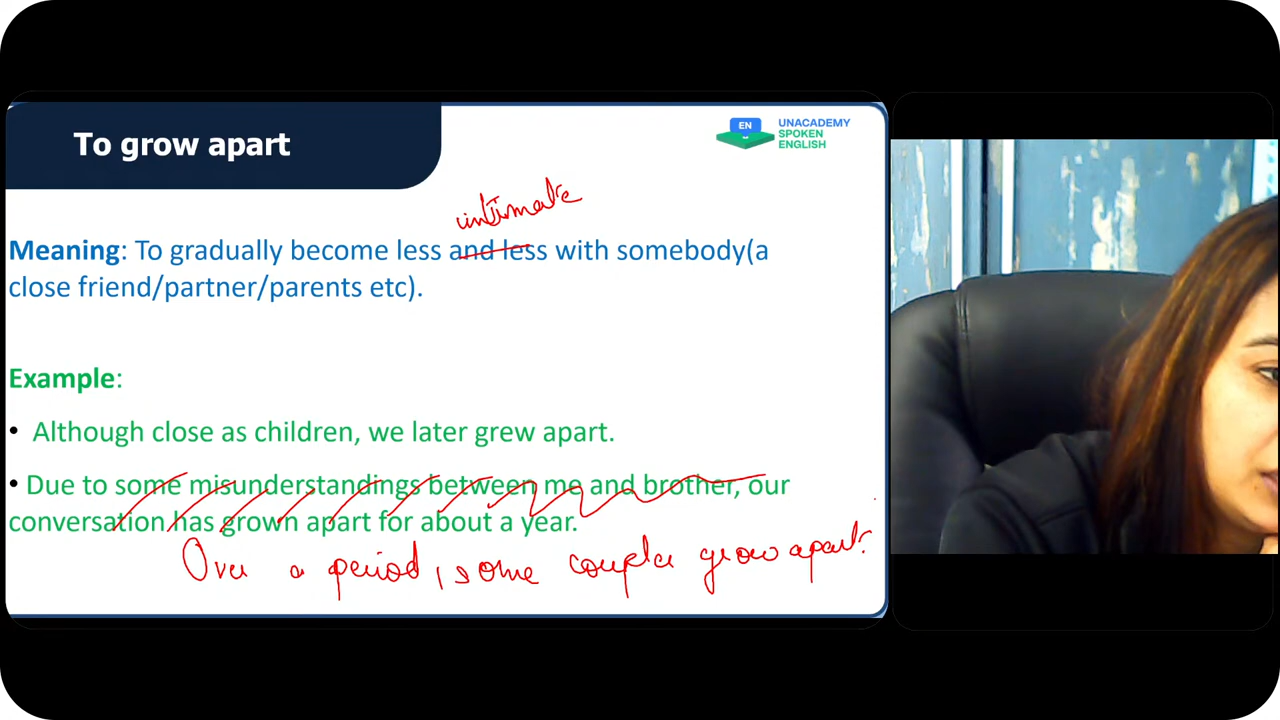 To grow apart
EN
UNACADEMY
SPOKEN
ENGLISH
intimate
Meaning: To gradually become less and less with somebody(a
close friend/partner/parents etc).
Example:
• Although close as children, we later grew apart.
• Due to some misunderstandings between me and brother, our
conversation has grown apart for about a year.
Over a period, some couples grow apart.